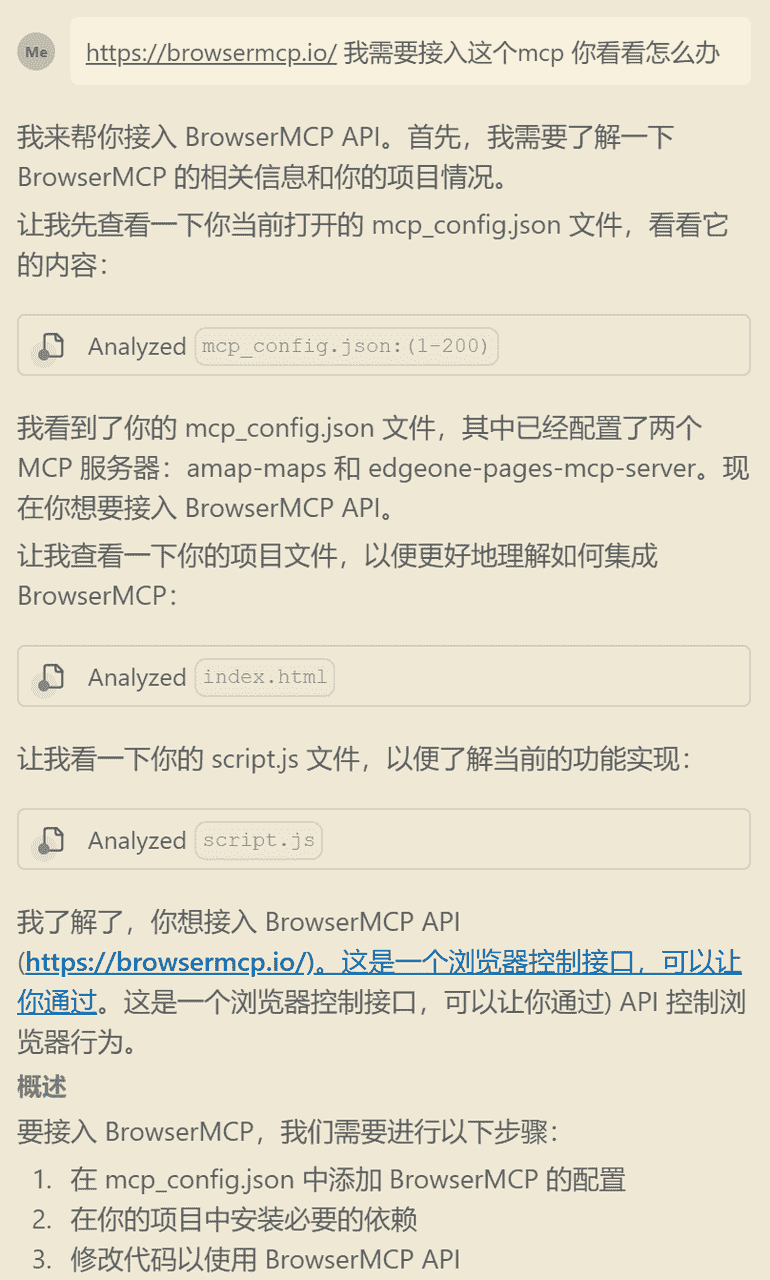 Me
https://browsermcp.io/ 我需要接入这个mcp 你看看怎么办
我来帮你接入 BrowserMCP API。首先，我需要了解一下
BrowserMCP 的相关信息和你的项目情况。
让我先查看一下你当前打开的 mcp_config.json 文件，看看它
的内容：
Analyzed mcp_config.json:(1-200)
我看到了你的 mcp_config.json 文件，其中已经配置了两个
MCP 服务器：amap-maps 和 edgeone-pages-mcp-server。现
在你想要接入 BrowserMCP API。
让我查看一下你的项目文件，以便更好地理解如何集成
BrowserMCP：
Analyzed index.html
让我看一下你的 script.js 文件，以便了解当前的功能实现：
Analyzed script.js
我了解了，你想接入 BrowserMCP API
(https://browsermcp.io/)。这是一个浏览器控制接口，可以让
你通过。这是一个浏览器控制接口，可以让你通过) API 控制浏
览器行为。
概述
要接入 BrowserMCP，我们需要进行以下步骤：
1. 在 mcp_config.json 中添加 BrowserMCP 的配置
2. 在你的项目中安装必要的依赖
3. 修改代码以使用 BrowserMCP API